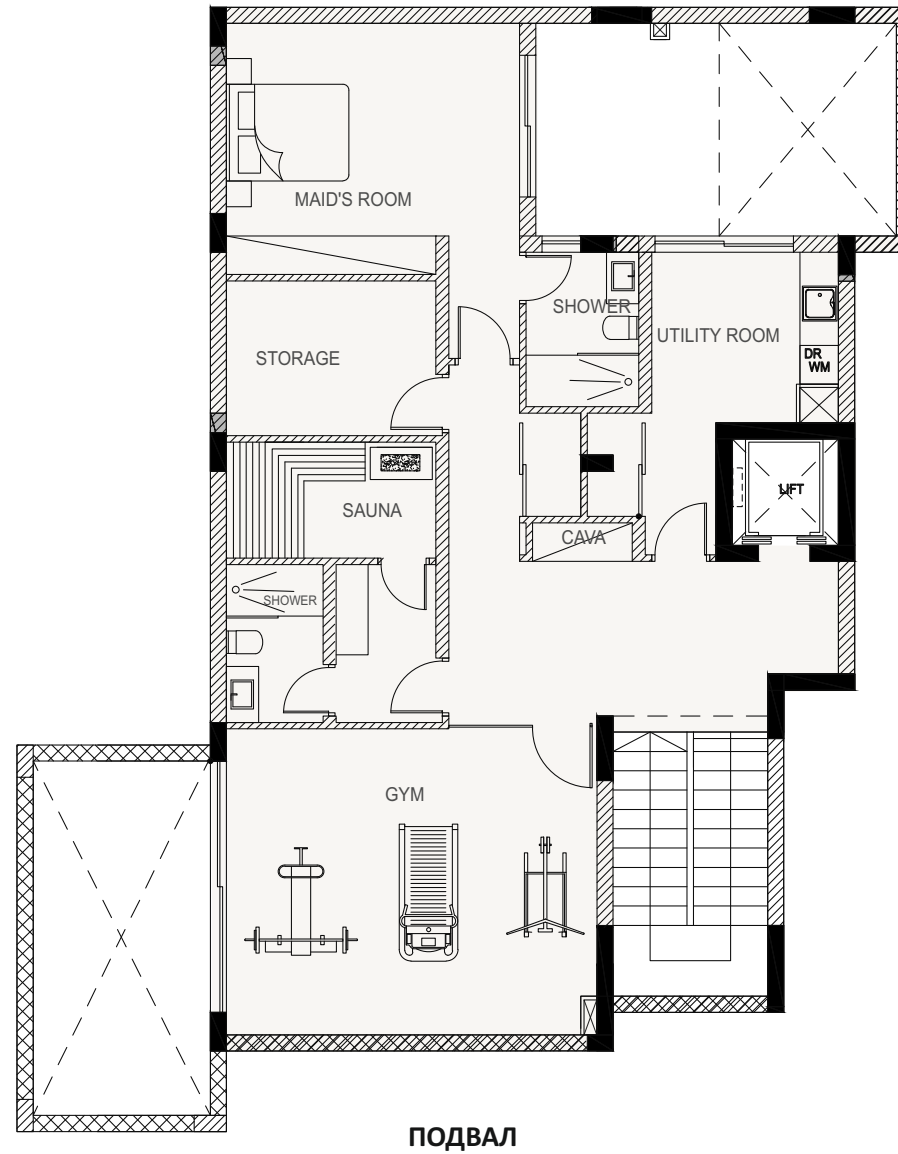 MAID'S ROOM
SHOWER
UTILITY ROOM
STORAGE
DR
WM
LIFT
SAUNA
CAVA
SHOWER
GYM
ПОДВАЛ